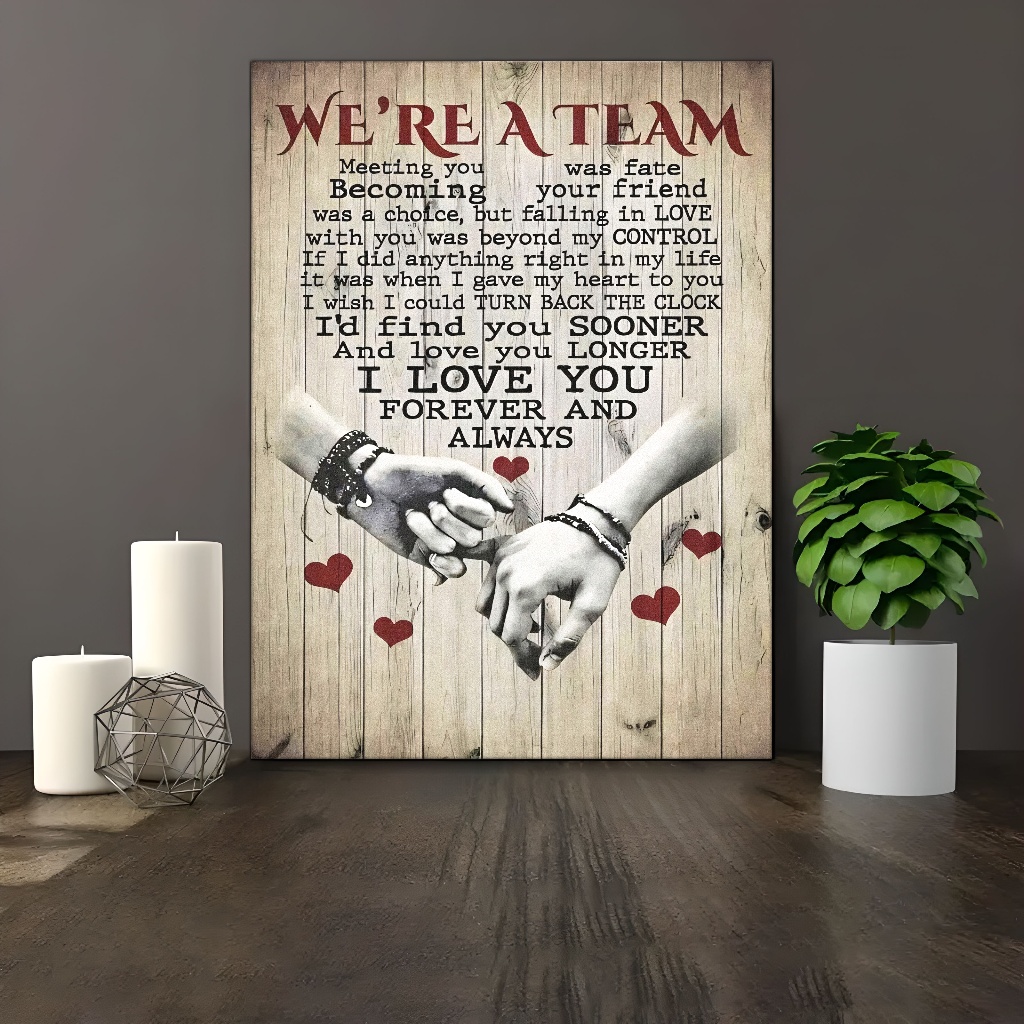 WE'RE A TEAM
Meeting you was fate
Becoming your friend
was a choice, but falling in LOVE
with you was beyond my CONTROL
If I did anything right in my life
it was when I gave my heart to you
I wish I could TURN BACK THE CLOCK
I'd find you SOONER
And love you LONGER
I LOVE YOU
FOREVER AND
ALWAYS